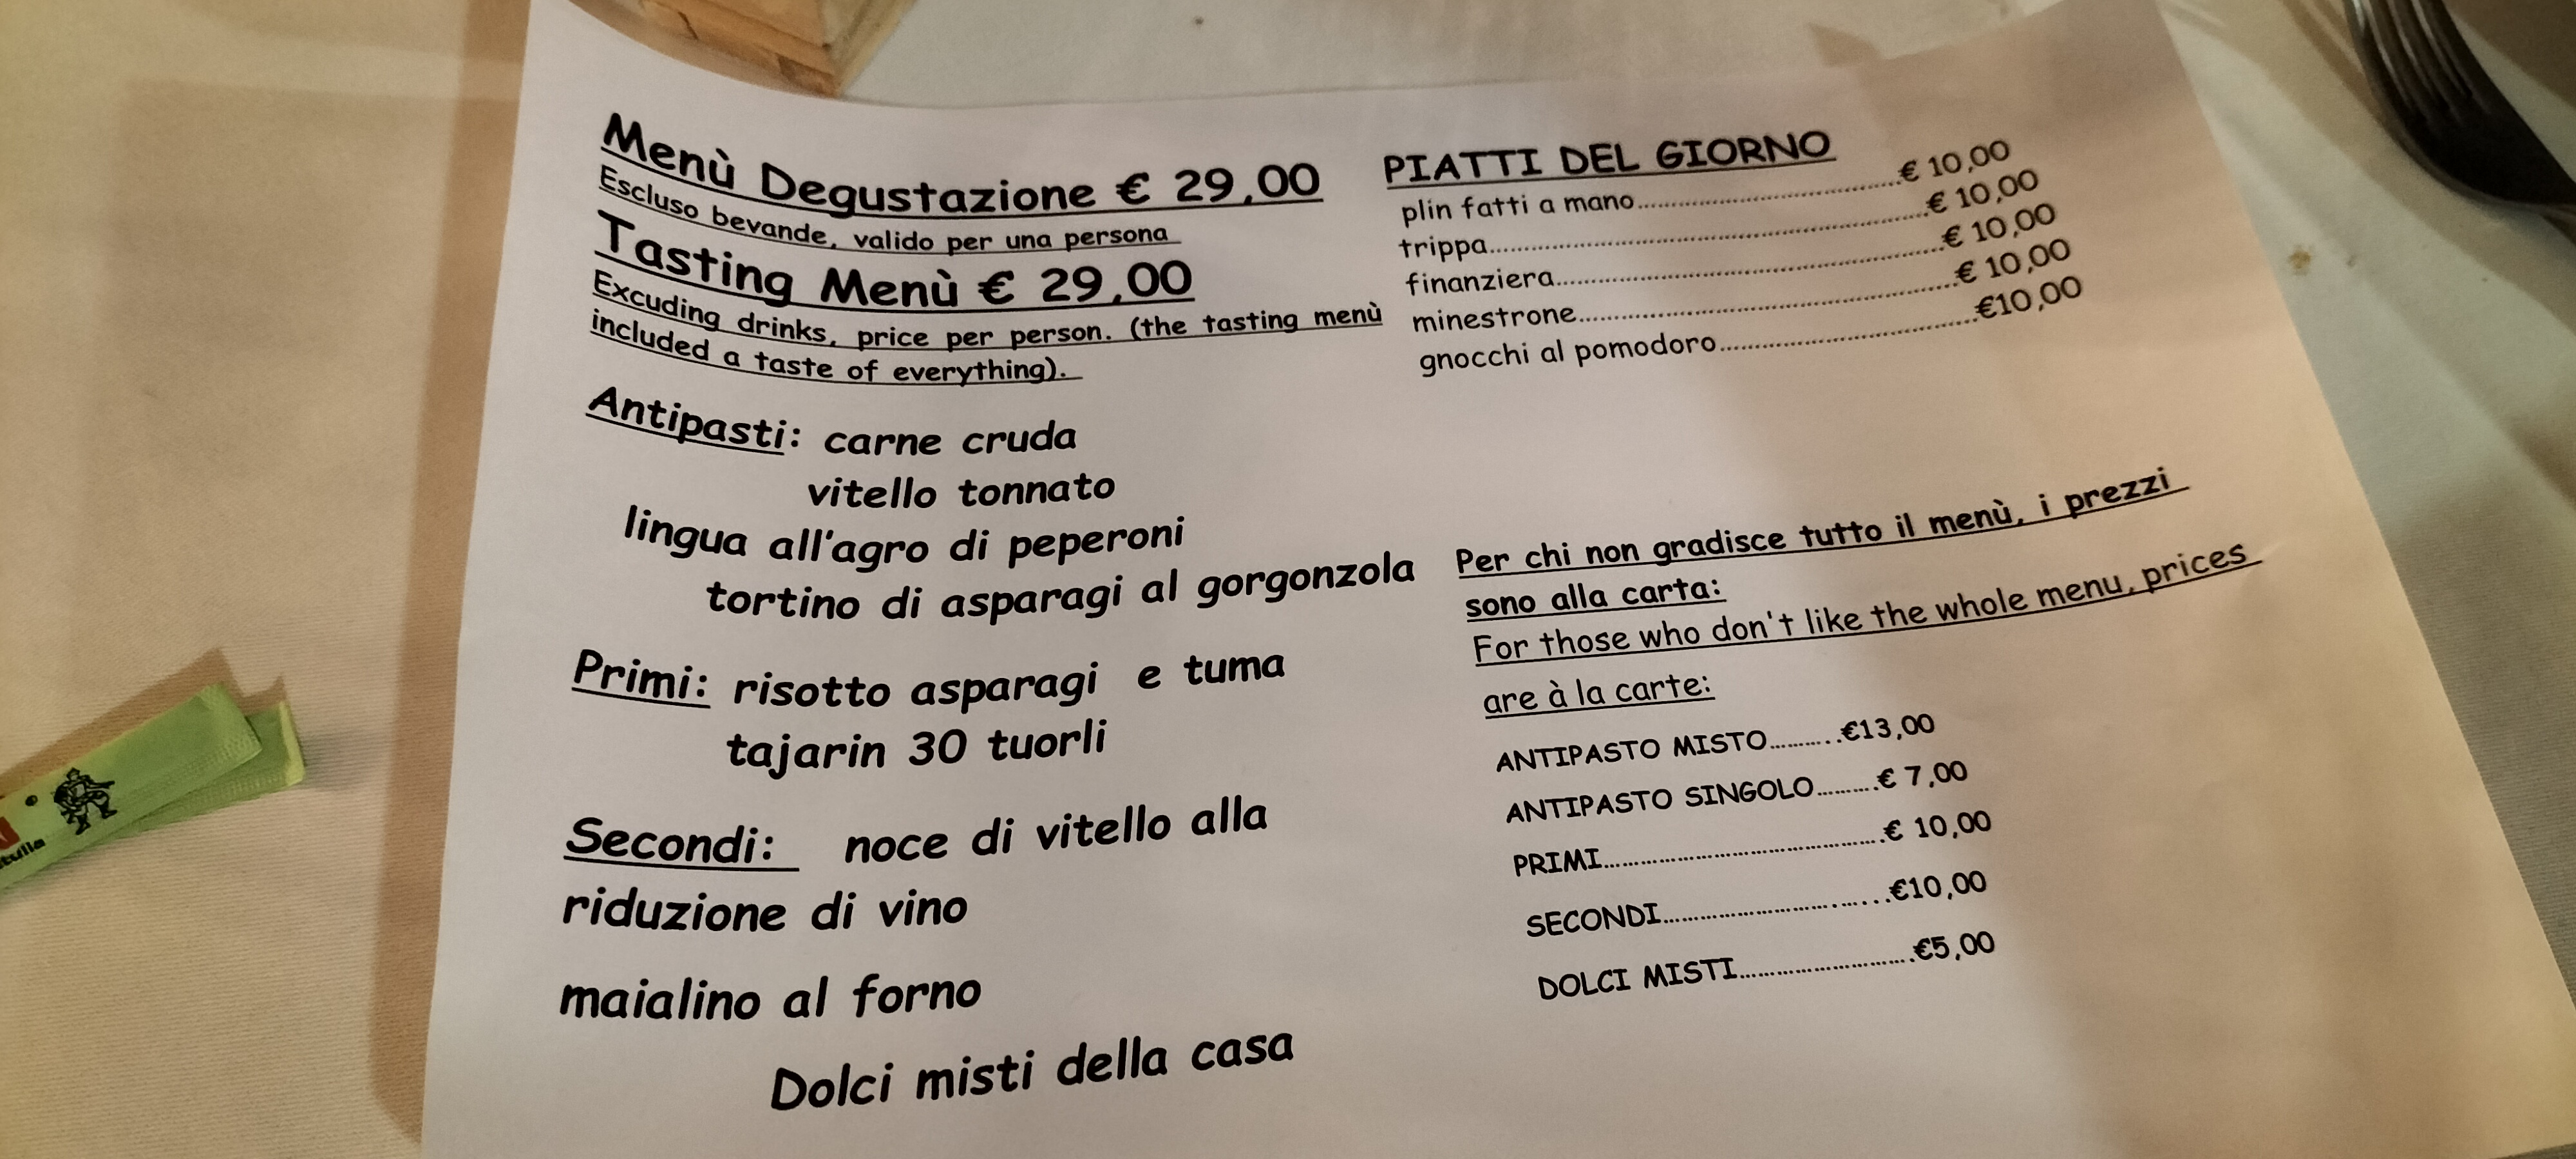 Menù Degustazione € 29,00
Escluso bevande, valido per una persona
Tasting Menù € 29,00
Excuding drinks, price per person. (the tasting menù
included a taste of everything).
Antipasti: carne cruda
vitello tonnato
lingua all'agro di peperoni
tortino di asparagi al gorgonzola
Primi: risotto asparagi e tuma
tajarin 30 tuorli
Secondi: noce di vitello alla
riduzione di vino
maialino al forno
Dolci misti della casa
PIATTI DEL GIORNO
plin fatti a mano........................................€ 10,00
trippa........................................€ 10,00
finanziera........................................€ 10,00
minestrone........................................€ 10,00
gnocchi al pomodoro..............................€10,00
Per chi non gradisce tutto il menù, i prezzi
sono alla carta:
For those who don't like the whole menu, prices
are à la carte:
ANTIPASTO MISTO...........€13,00
ANTIPASTO SINGOLO..........€ 7,00
PRIMI........................................€ 10,00
SECONDI................................€10,00
DOLCI MISTI..........................€5,00